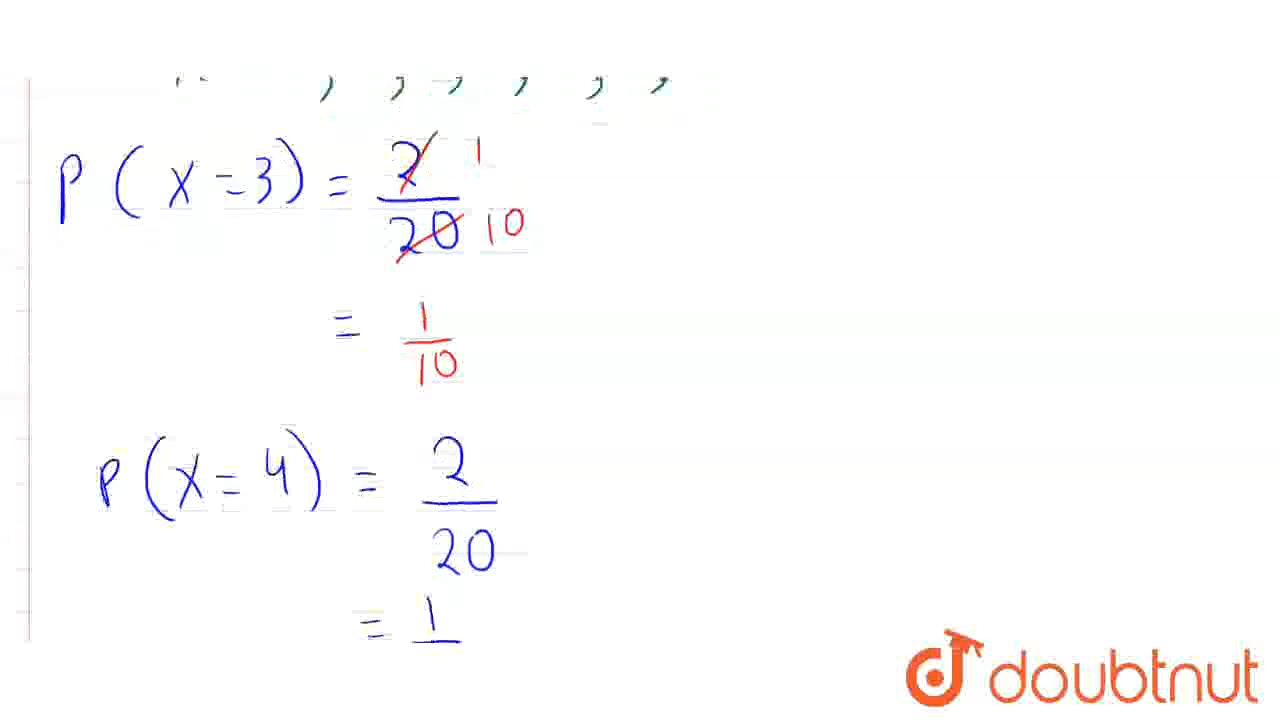 P ( x = 3 ) = 2/20 1 10
= 1/10
P ( x = 4 ) = 2/20
= 1
doubtnut